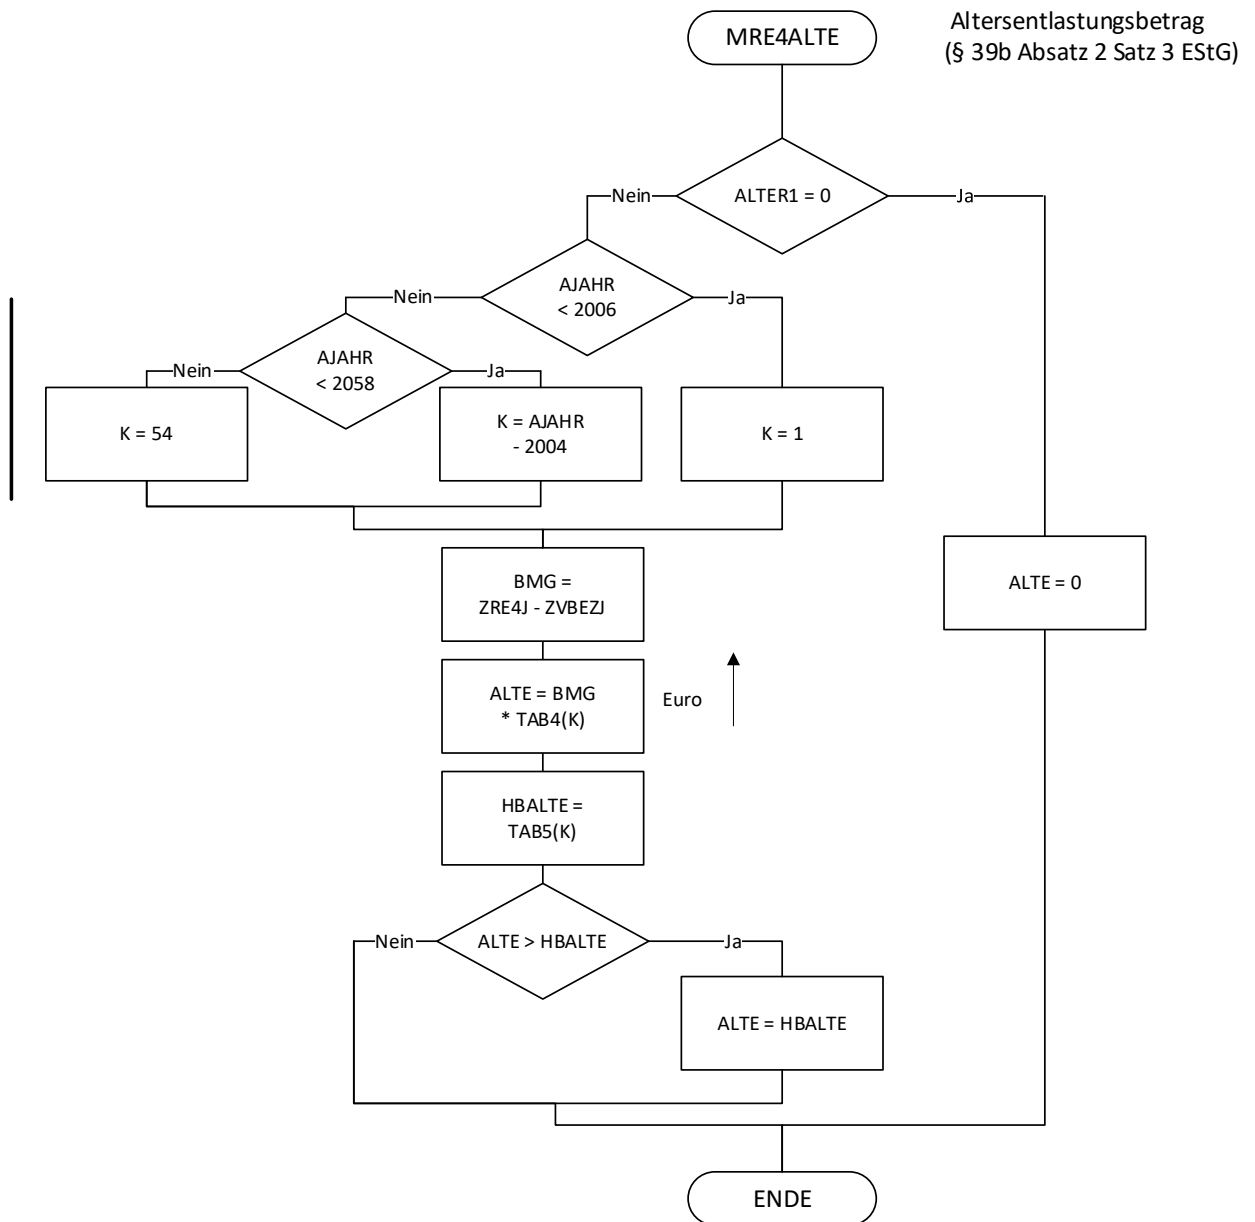 MRE4ALTE
Altersentlastungsbetrag
(§ 39b Absatz 2 Satz 3 EStG)
Nein
ALTER1 = 0
Ja
Nein
AJAHR
< 2006
Ja
Nein
AJAHR
< 2058
Ja
K = 54
K = AJAHR
- 2004
K = 1
BMG =
ZRE4J - ZVBEZJ
ALTE = 0
ALTE = BMG
* TAB4(K)
Euro
HBALTE =
TAB5(K)
Nein
ALTE > HBALTE
Ja
ALTE = HBALTE
ENDE